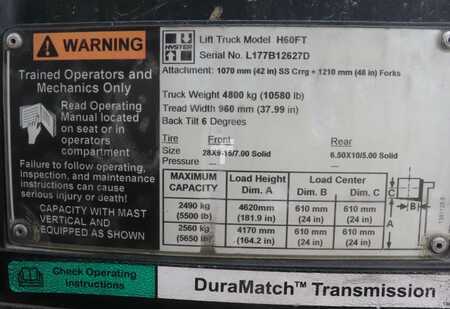 WARNING
Trained Operators and
Mechanics Only
Read Operating
Manual located
on seat or in
operators
compartment
Failure to follow operating,
Inspection, and maintenance
instructions can cause
serious injury or death!
CAPACITY WITH MAST
VERTICAL AND
EQUIPPED AS SHOWN
HYSTER
Lift Truck Model H60FT
Serial No. L177B12627D
Attachment: 1070 mm (42 in) SS Crrg + 1210 mm (48 in) Forks
Truck Weight 4800 kg (10580 lb)
Tread Width 960 mm (37.99 in)
Back Tilt 6 Degrees
Tire Front Rear
Size 28X9-15/7.00 Solid 6.50X10/5.00 Solid
Pressure — —
MAXIMUM CAPACITY Load Height Dim. A Load Center Dim. B Dim. C
2490 kg (5500 lb) 4620mm (181.9 in) 610 mm (24 in) 610 mm (24 in)
2560 kg (5650 lb) 4170 mm (164.2 in) 610 mm (24 in) 610 mm (24 in)
C
B
A
Check Operating
Instructions
DuraMatch™ Transmission